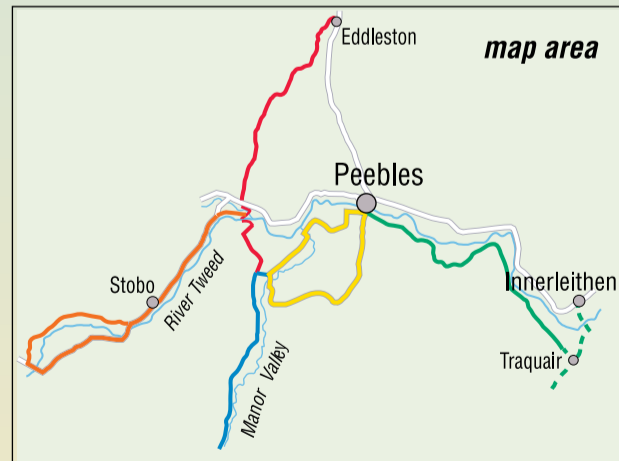 Eddleston
map area
Peebles
Stobo
River Tweed
Innerleithen
Manor Valley
Traquair